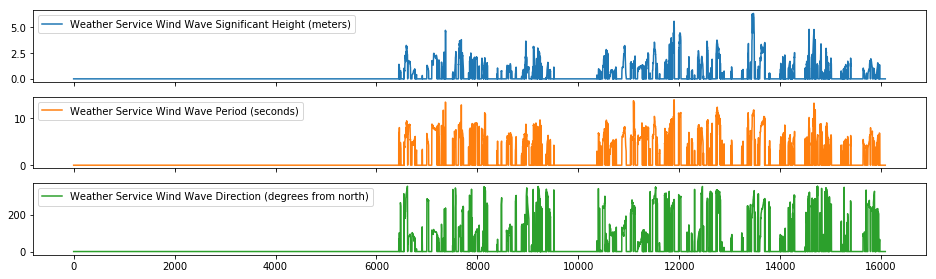 Weather Service Wind Wave Significant Height (meters)
5.0
2.5
0.0
Weather Service Wind Wave Period (seconds)
10
0
Weather Service Wind Wave Direction (degrees from north)
200
0
0 2000 4000 6000 8000 10000 12000 14000 16000